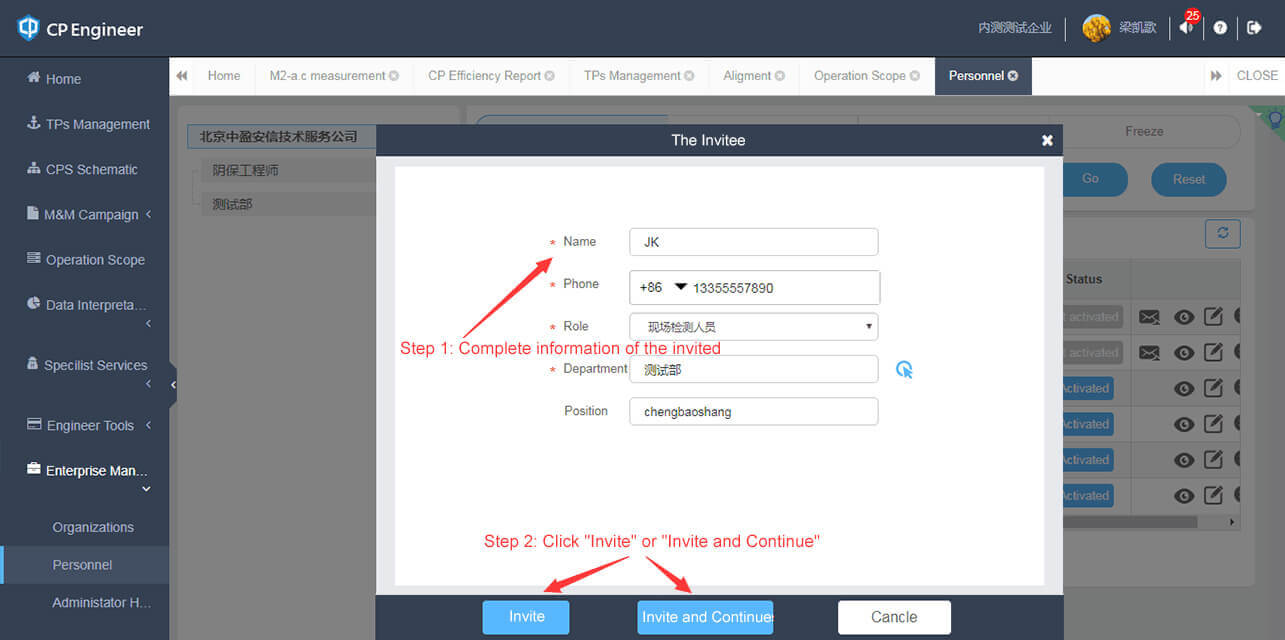 CP Engineer
内测测试企业
梁凯歌
25
Home
M2-a.c measurement
CP Efficiency Report
TPs Management
Aligment
Operation Scope
Personnel
CLOSE
Home
TPs Management
CPS Schematic
M&M Campaign
Operation Scope
Data Interpreta...
Specilist Services
Engineer Tools
Enterprise Man...
Organizations
Personnel
Administator H...
北京中盈安信技术服务公司
阴保工程师
测试部
Freeze
Go
Reset
Status
activated
activated
Activated
Activated
Activated
Activated
The Invitee
* Name JK
* Phone +86 13355557890
* Role 现场检测人员
Step 1: Complete information of the invited
* Department 测试部
Position chengbaoshang
Step 2: Click "Invite" or "Invite and Continue"
Invite
Invite and Continue
Cancle